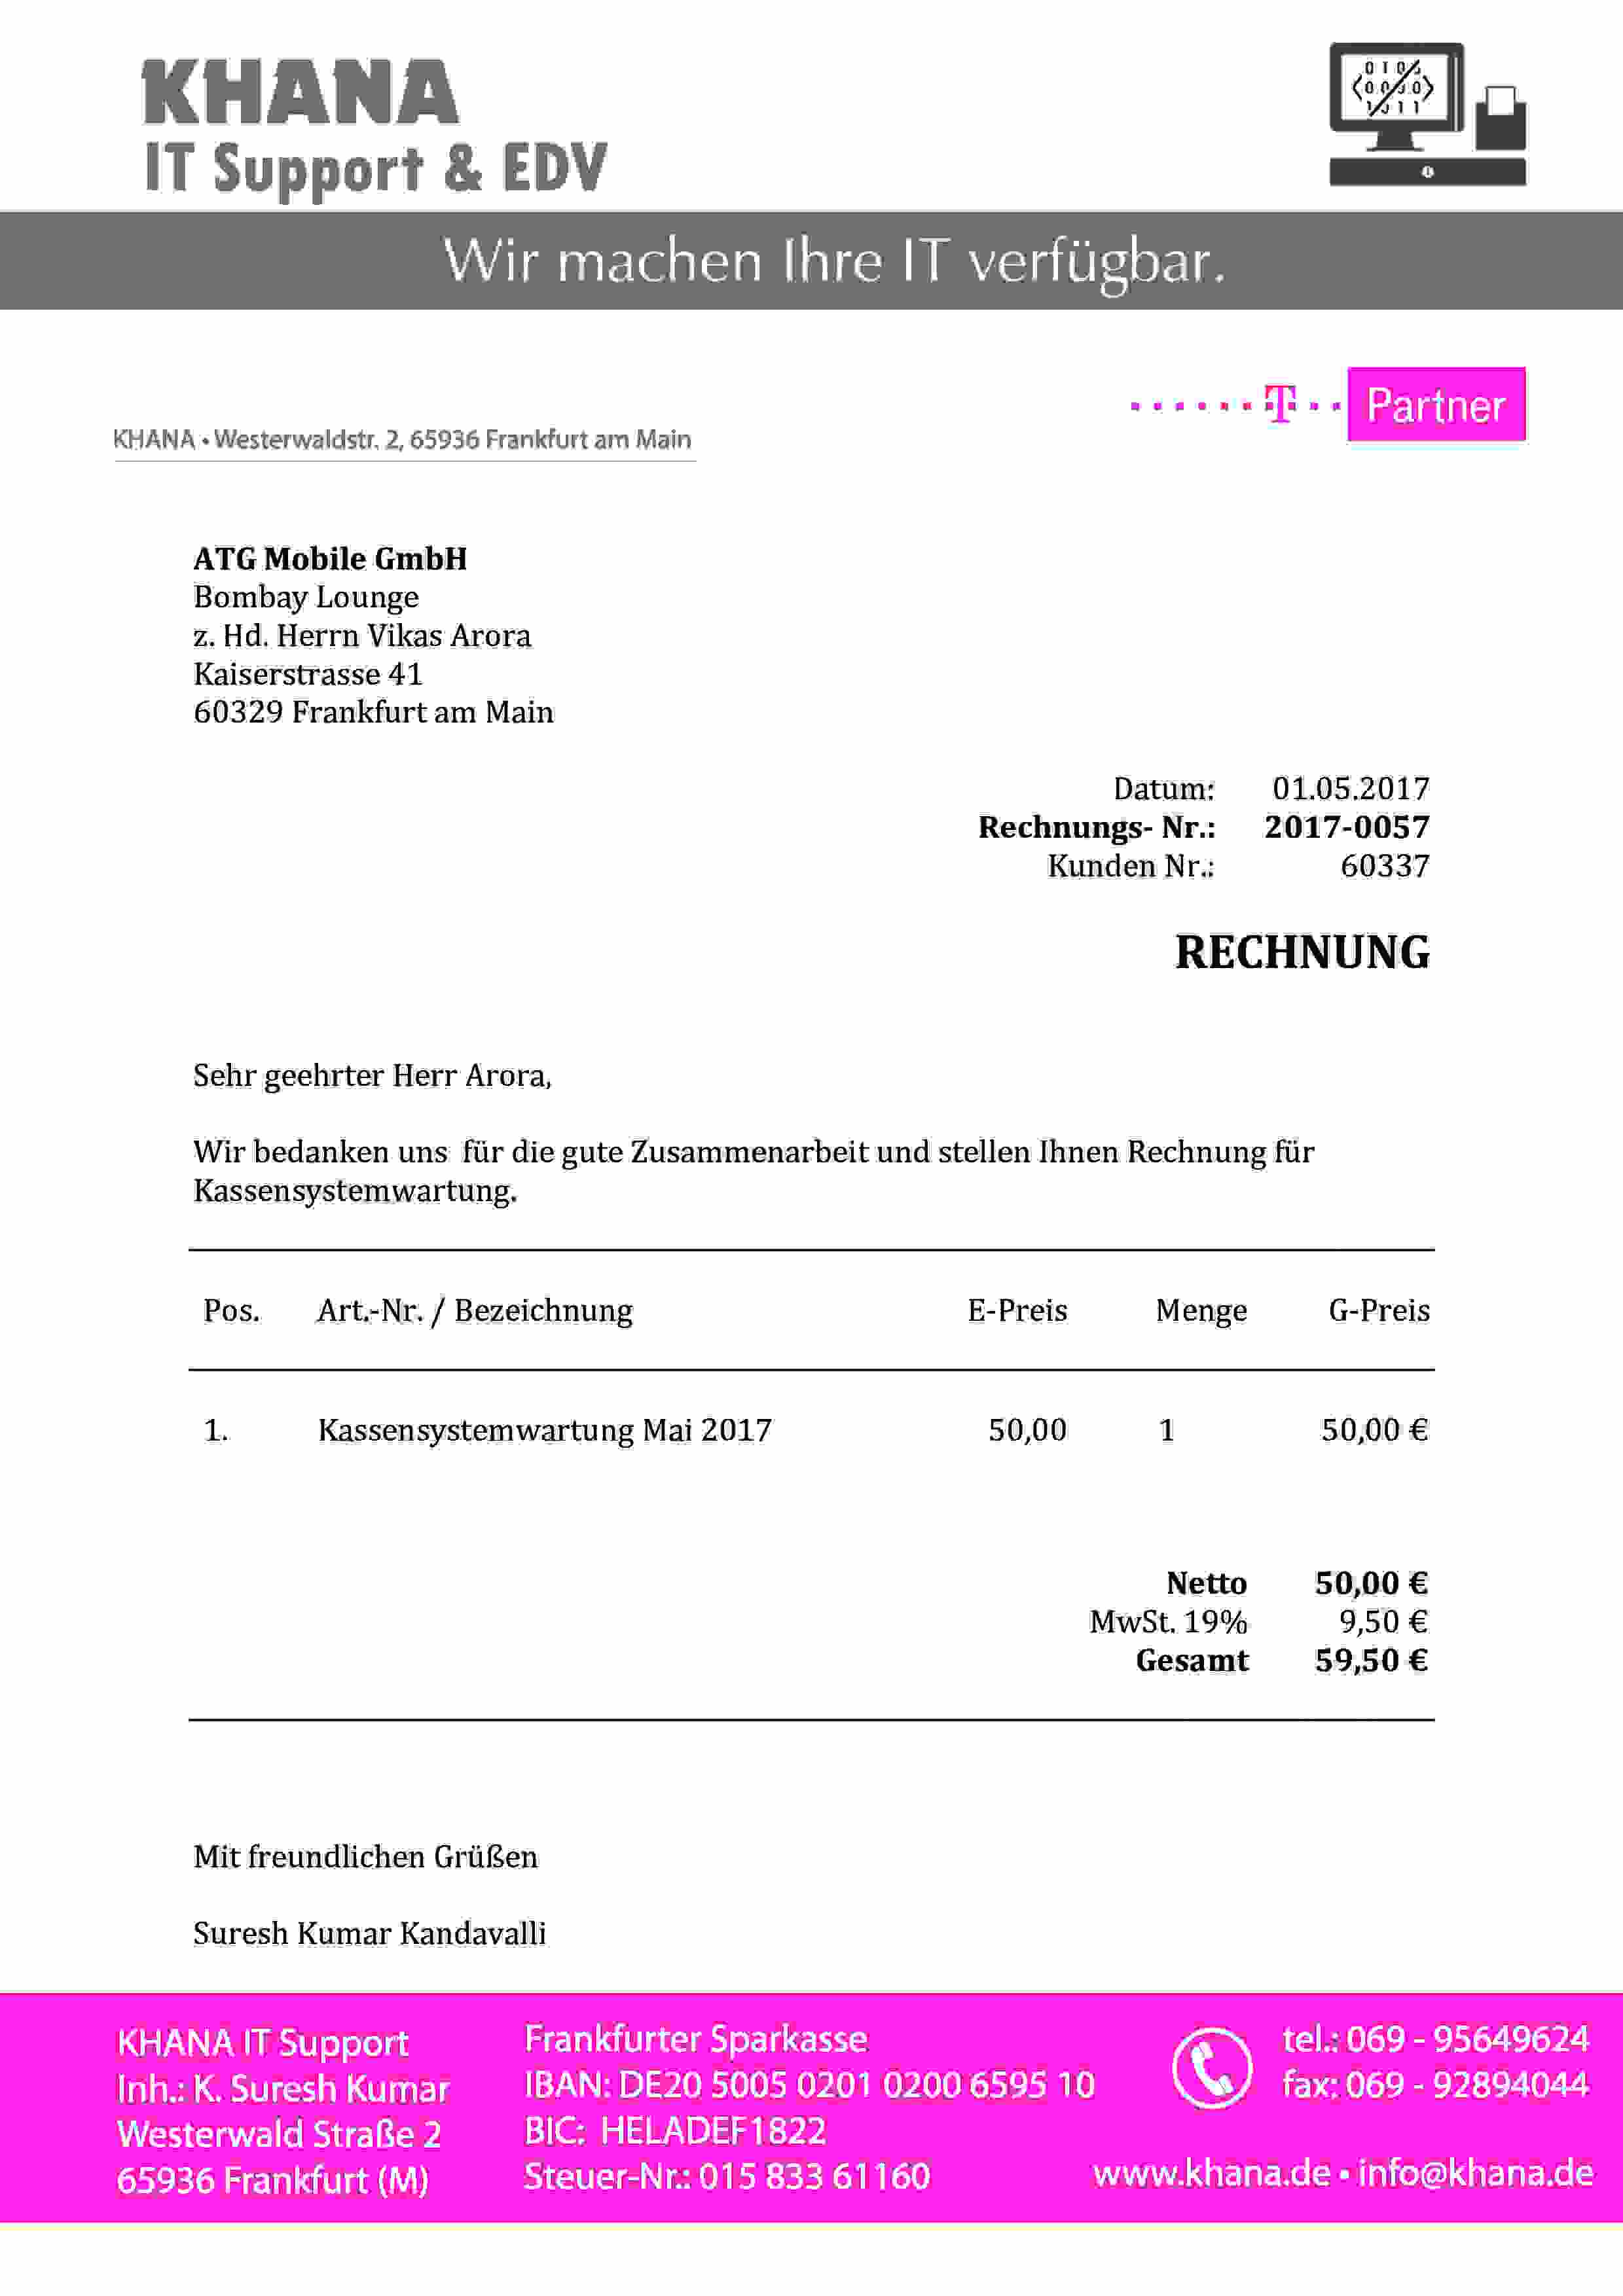 KHANA
IT Support & EDV
Wir machen Ihre IT verfügbar.
T Partner
KHANA • Westerwaldstr. 2, 65936 Frankfurt am Main
ATG Mobile GmbH
Bombay Lounge
z. Hd. Herrn Vikas Arora
Kaiserstrasse 41
60329 Frankfurt am Main
Datum: 01.05.2017
Rechnungs- Nr.: 2017-0057
Kunden Nr.: 60337
RECHNUNG
Sehr geehrter Herr Arora,
Wir bedanken uns für die gute Zusammenarbeit und stellen Ihnen Rechnung für
Kassensystemwartung.
Pos. Art.-Nr. / Bezeichnung E-Preis Menge G-Preis
1. Kassensystemwartung Mai 2017 50,00 1 50,00 €
Netto 50,00 €
MwSt. 19% 9,50 €
Gesamt 59,50 €
Mit freundlichen Grüßen
Suresh Kumar Kandavalli
KHANA IT Support
Inh.: K. Suresh Kumar
Westerwald Straße 2
65936 Frankfurt (M)
Frankfurter Sparkasse
IBAN: DE20 5005 0201 0200 6595 10
BIC: HELADEF1822
Steuer-Nr.: 015 833 61160
tel.: 069 - 95649624
fax: 069 - 92894044
www.khana.de • info@khana.de